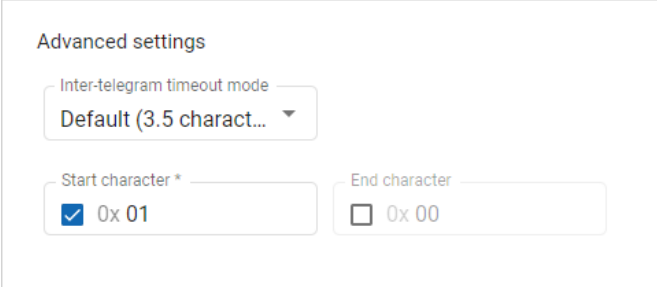 Advanced settings
Inter-telegram timeout mode
Default (3.5 charact...
Start character *
End character
0x 01
0x 00